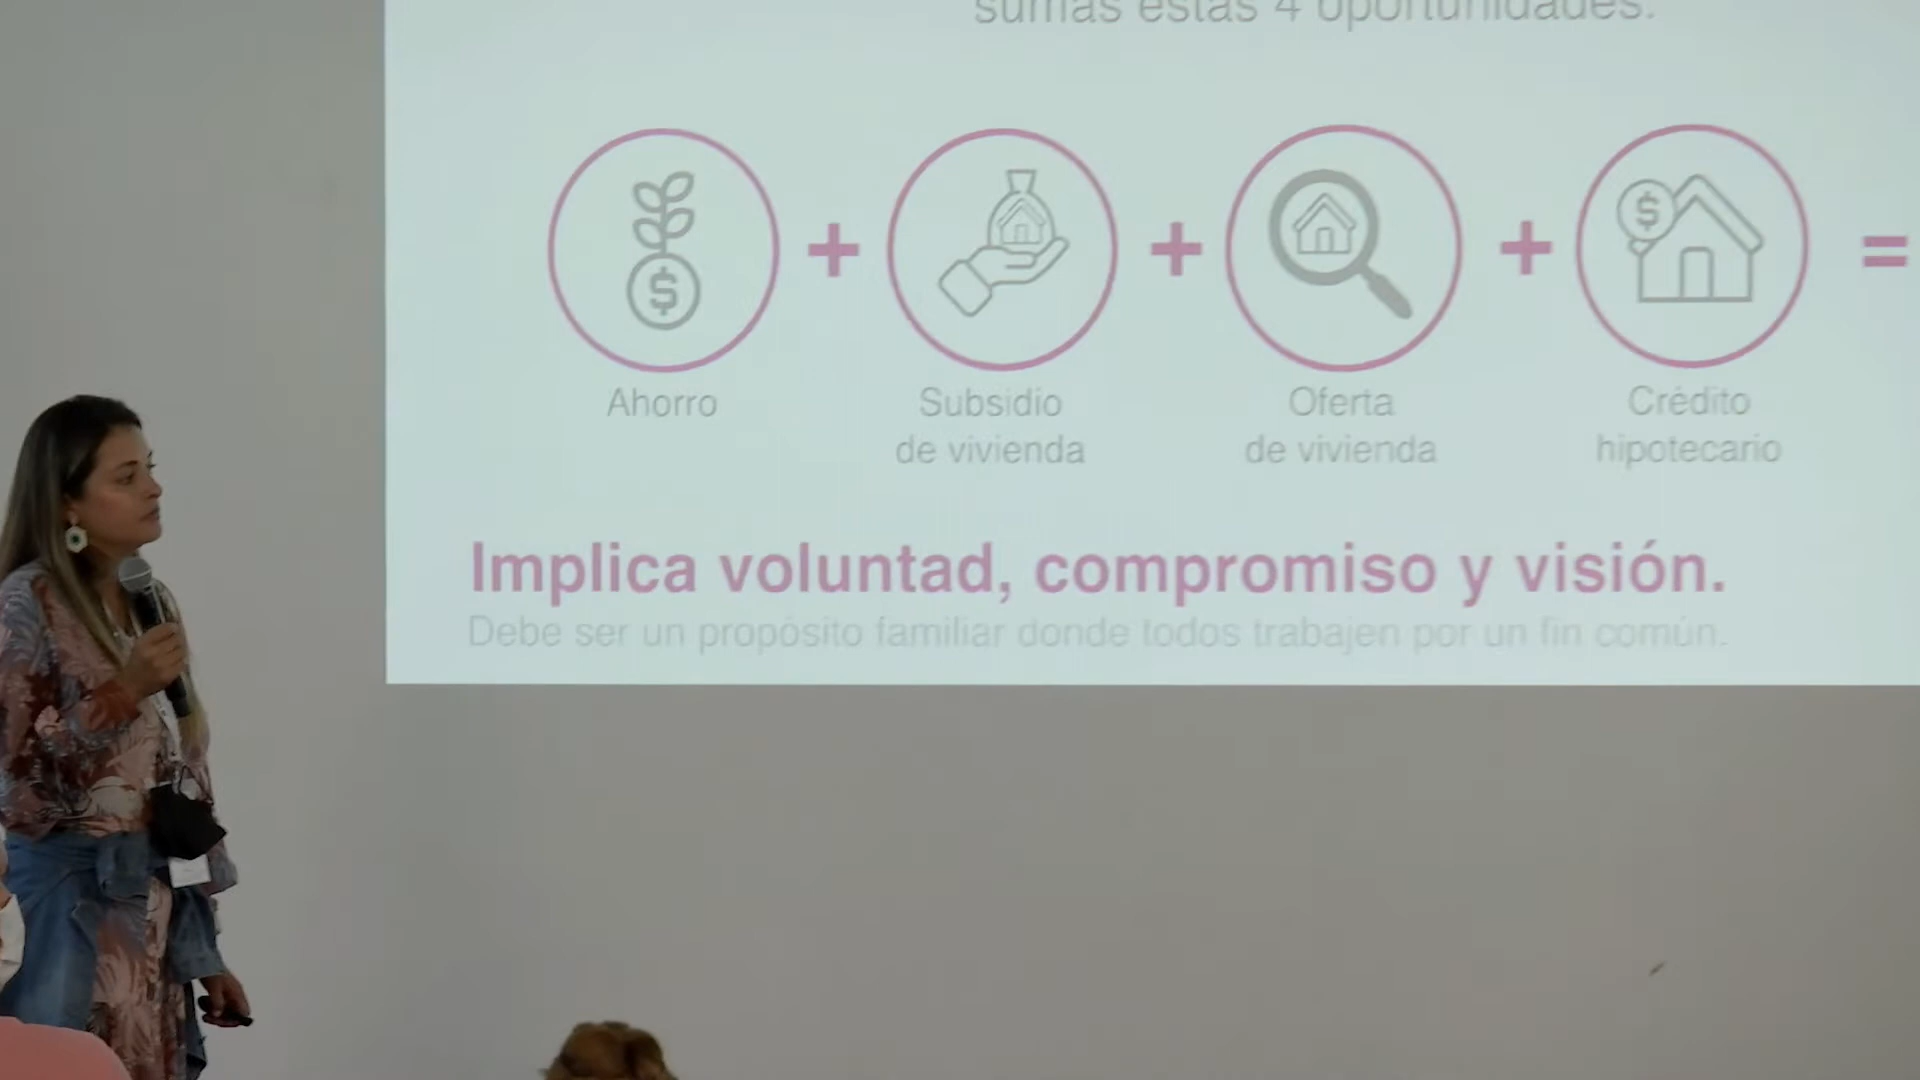 sumas estas 4 oportunidades.
$ + + + $ =
Ahorro
Subsidio
de vivienda
Oferta
de vivienda
Crédito
hipotecario
Implica voluntad, compromiso y visión.
Debe ser un propósito familiar donde todos trabajen por un fin común.